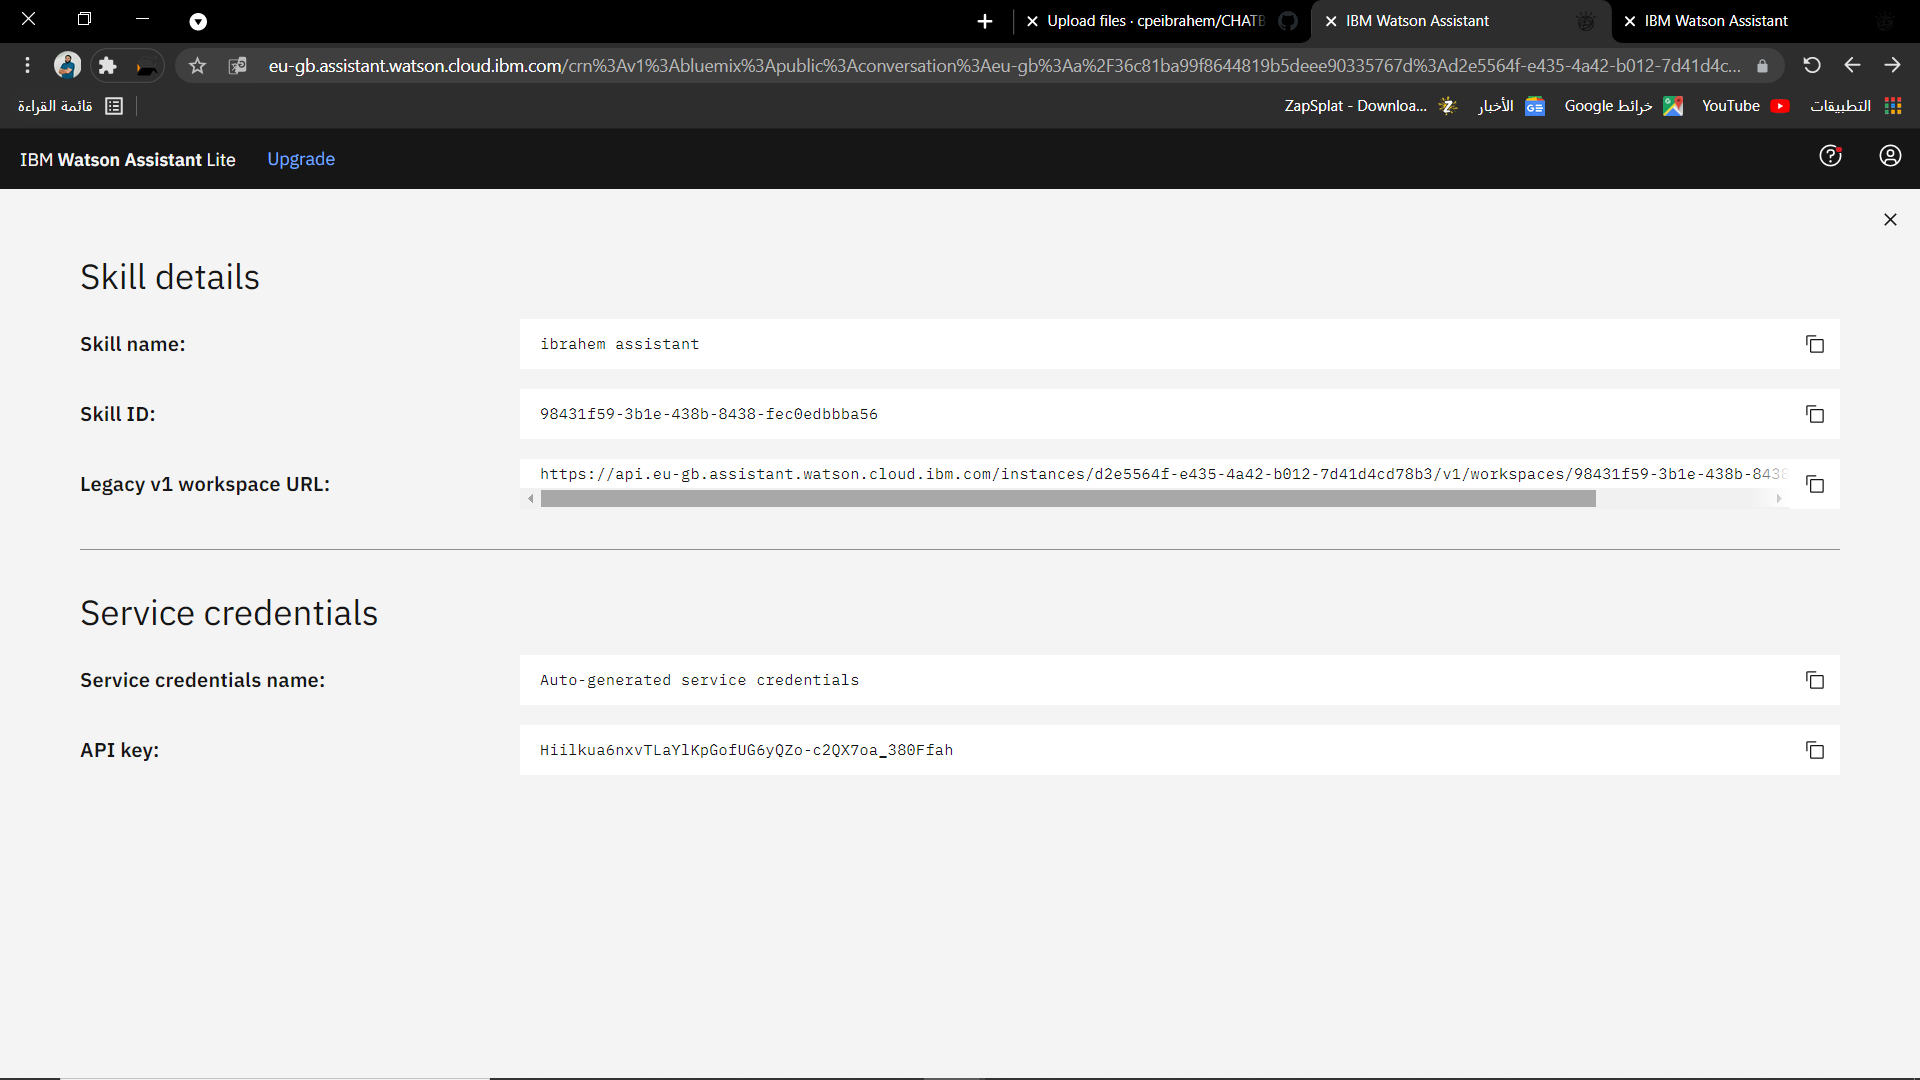 Upload files · cpeibrahem/CHATB
IBM Watson Assistant
IBM Watson Assistant
eu-gb.assistant.watson.cloud.ibm.com/crn%3Av1%3Abluemix%3Apublic%3Aconversation%3Aeu-gb%3Aa%2F36c81ba99f8644819b5deee90335767d%3Ad2e5564f-e435-4a42-b012-7d41d4c...
قائمة القراءة
ZapSplat - Downloa...
الأخبار
خرائط Google
YouTube
التطبيقات
IBM Watson Assistant Lite
Upgrade
Skill details
Skill name:
ibrahem assistant
Skill ID:
98431f59-3b1e-438b-8438-fec0edbbba56
Legacy v1 workspace URL:
https://api.eu-gb.assistant.watson.cloud.ibm.com/instances/d2e5564f-e435-4a42-b012-7d41d4cd78b3/v1/workspaces/98431f59-3b1e-438b-8438
Service credentials
Service credentials name:
Auto-generated service credentials
API key:
Hiilkua6nxvTLaYlKpGofUG6yQZo-c2QX7oa_380Ffah